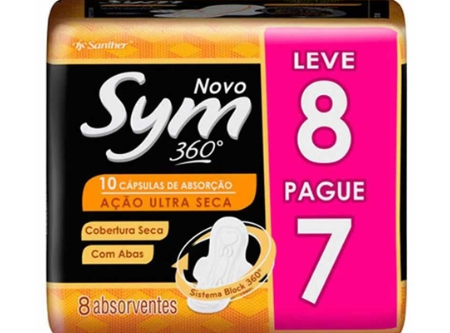 Santher
Novo
Sym
360°
10 CÁPSULAS DE ABSORÇÃO
AÇÃO ULTRA SECA
Cobertura Seca
Com Abas
Sistema Block 360°
8 absorventes
LEVE
8
PAGUE
7